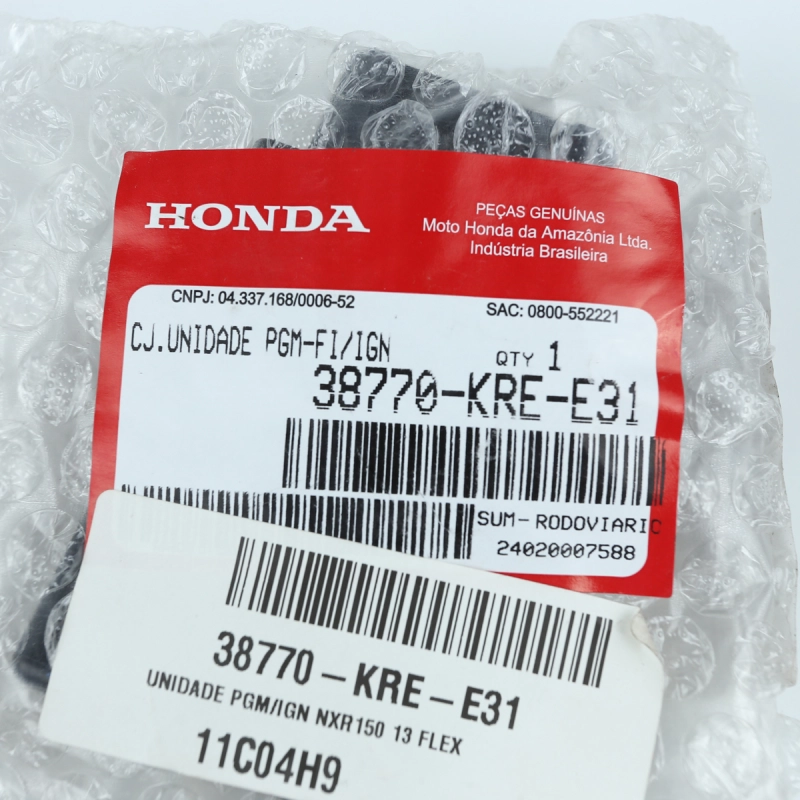 HONDA
PEÇAS GENUÍNAS
Moto Honda da Amazônia Ltda.
Indústria Brasileira
CNPJ: 04.337.168/0006-52
SAC: 0800-552221
CJ.UNIDADE PGM-FI/IGN
QTY 1
38770-KRE-E31
SUM-RODOVIARIC
24020007588
38770-KRE-E31
UNIDADE PGM/IGN NXR150 13 FLEX
11C04H9